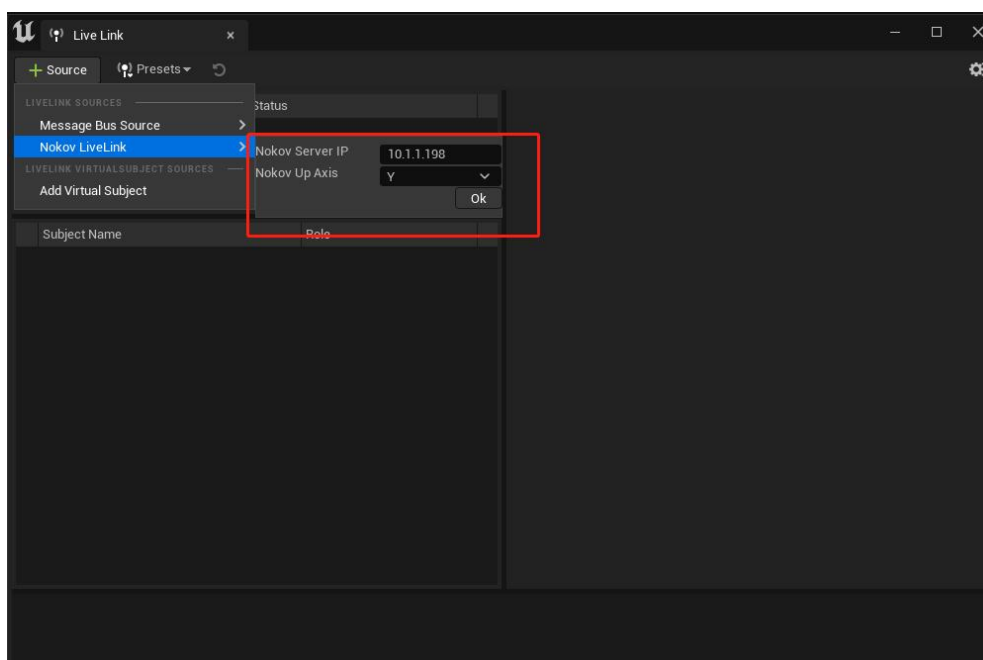 Live Link
Source Presets
LIVELINK SOURCES
Status
Message Bus Source
Nokov LiveLink
LIVELINK VIRTUALSUBJECT SOURCES
Add Virtual Subject
Nokov Server IP 10.1.1.198
Nokov Up Axis Y
Ok
Subject Name Role